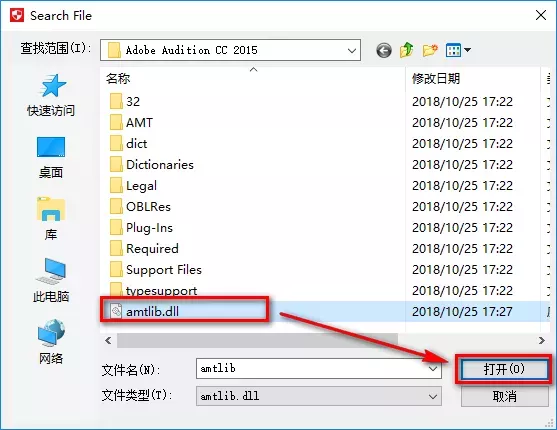 Search File
查找范围(I):
Adobe Audition CC 2015
名称
修改日期
32
2018/10/25 17:22
AMT
2018/10/25 17:22
dict
2018/10/25 17:22
Dictionaries
2018/10/25 17:22
Legal
2018/10/25 17:22
OBLRes
2018/10/25 17:22
Plug-Ins
2018/10/25 17:22
Required
2018/10/25 17:22
Support Files
2018/10/25 17:22
typesupport
2018/10/25 17:22
amtlib.dll
2018/10/25 17:27
快速访问
桌面
库
此电脑
网络
文件名(N):
amtlib
打开(O)
文件类型(T):
amtlib.dll
取消